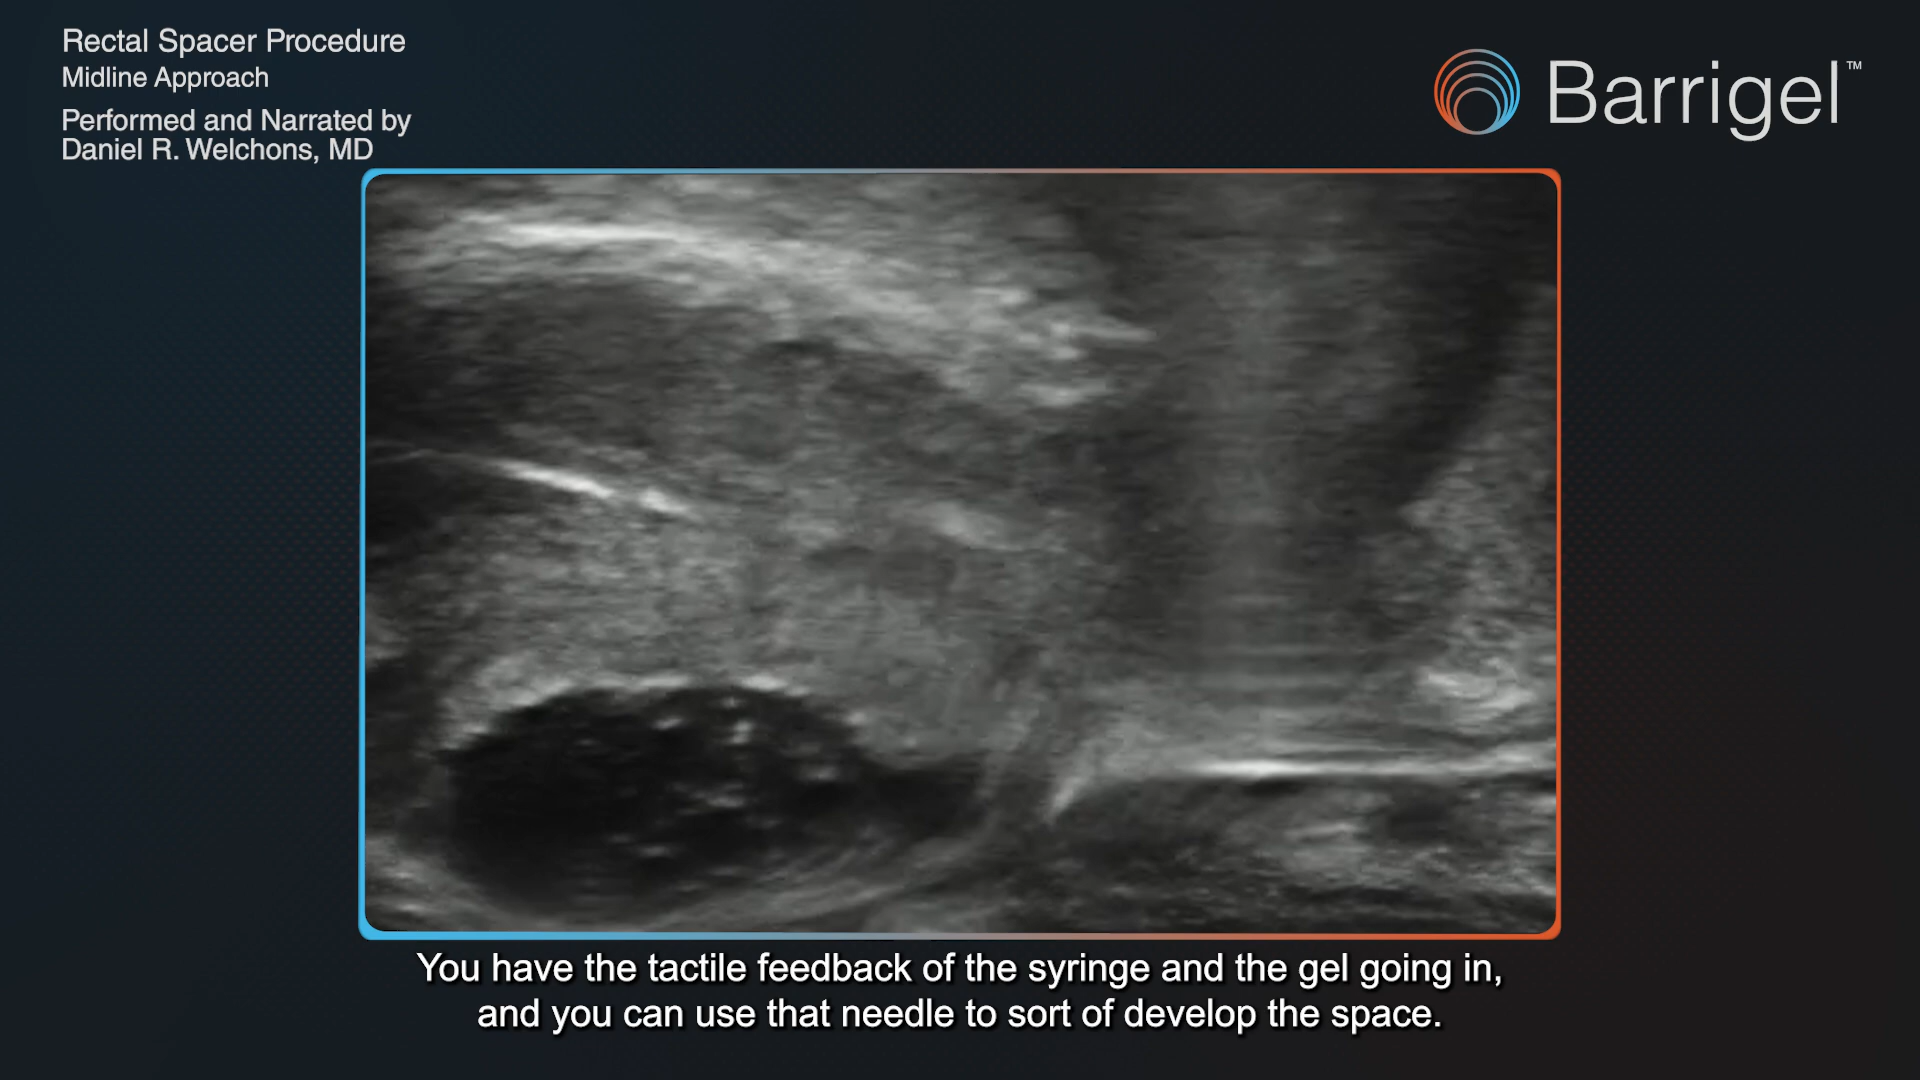 Rectal Spacer Procedure
Midline Approach
Performed and Narrated by
Daniel R. Welchons, MD
Barrigel™
You have the tactile feedback of the syringe and the gel going in,
and you can use that needle to sort of develop the space.